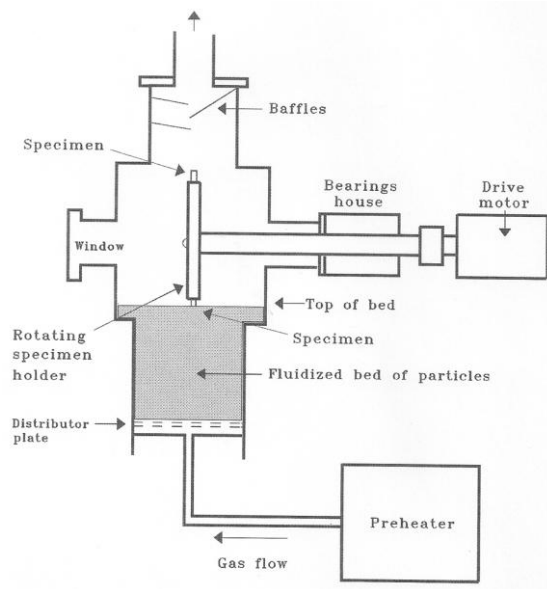 Baffles
Specimen
Bearings
house
Drive
motor
Window
Top of bed
Rotating
specimen
holder
Specimen
Fluidized bed of particles
Distributor
plate
Preheater
Gas flow